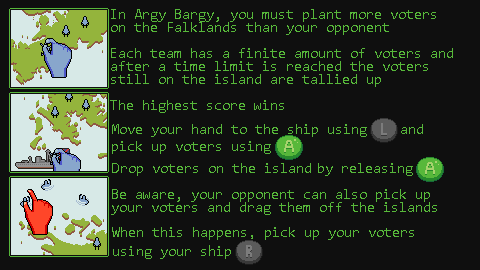 In Argy Bargy, you must plant more voters
on the Falklands than your opponent
Each team has a finite amount of voters and
after a time limit is reached the voters
still on the island are tallied up
The highest score wins
Move your hand to the ship using L and
pick up voters using A
Drop voters on the island by releasing A
Be aware, your opponent can also pick up
your voters and drag them off the islands
When this happens, pick up your voters
using your ship R